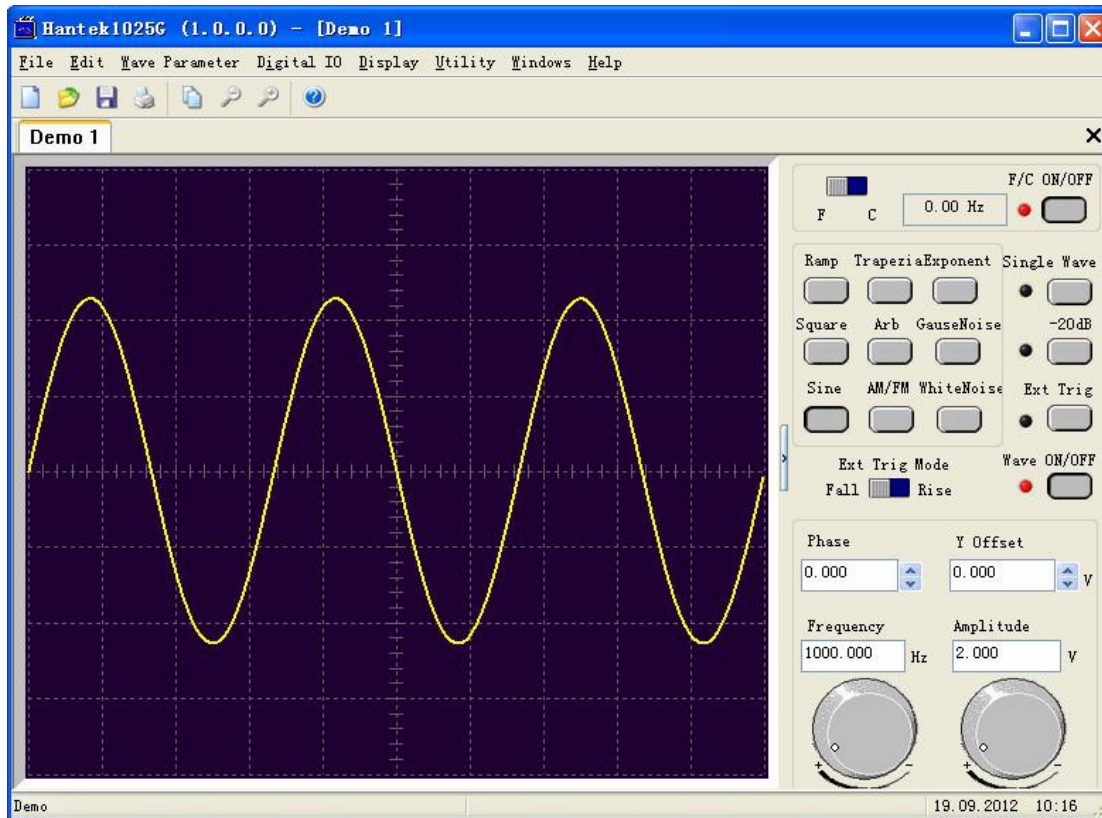 Hantek1025G (1.0.0.0) - [Demo 1]
File Edit Wave Parameter Digital IO Display Utility Windows Help
Demo 1
F/C ON/OFF
F C 0.00 Hz
Ramp TrapeziaExponent Single Wave
Square Arb GauseNoise -20dB
Sine AM/FM WhiteNoise Ext Trig
Ext Trig Mode Wave ON/OFF
Fall Rise
Phase Y Offset
0.000 0.000 V
Frequency Amplitude
1000.000 Hz 2.000 V
+ - + -
Demo 19.09.2012 10:16